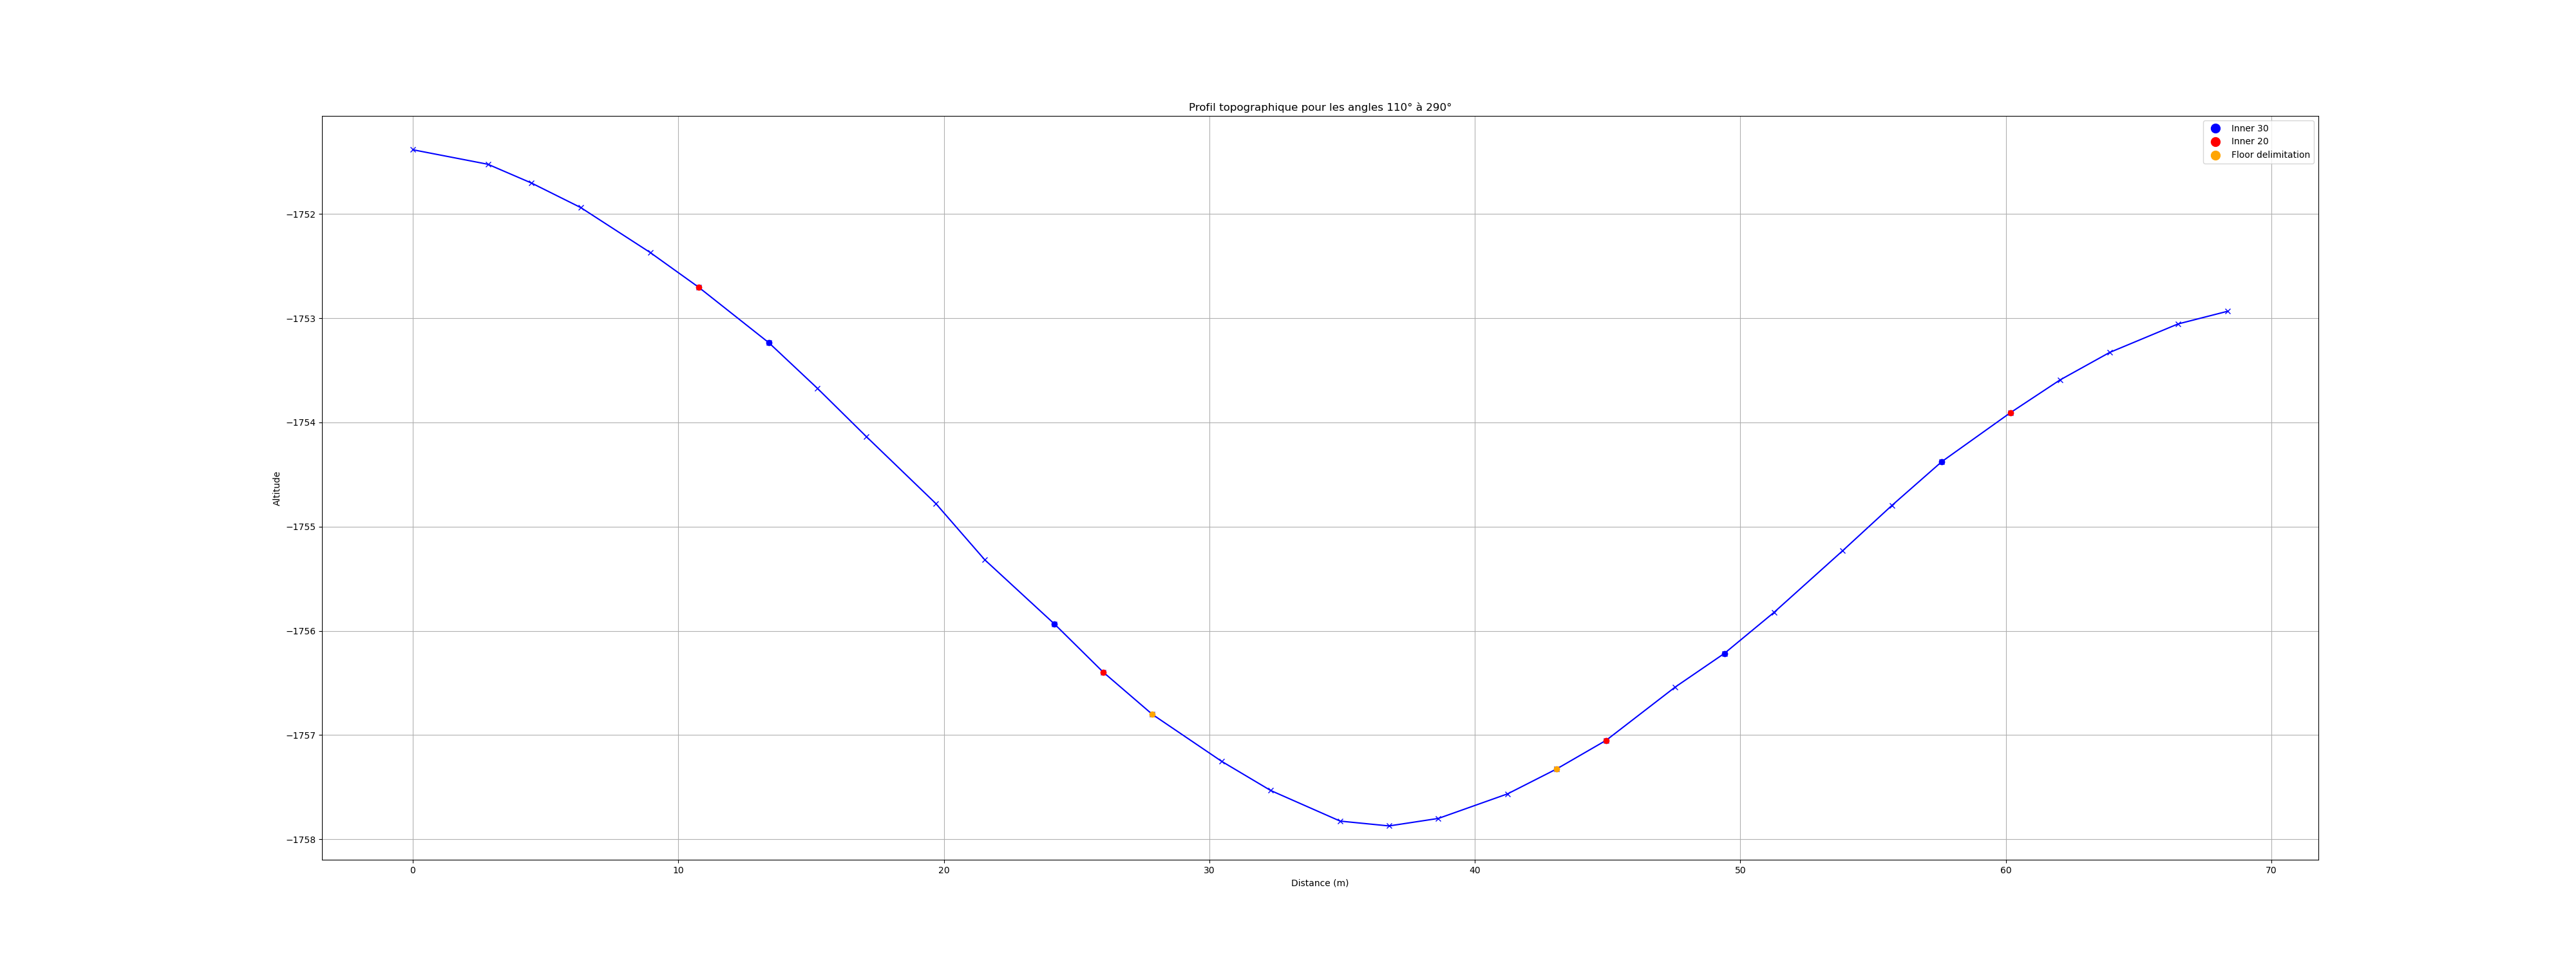 Profil topographique pour les angles 110° à 290°
Inner 30
Inner 20
Floor delimitation
−1752
−1753
−1754
−1755
−1756
−1757
−1758
Altitude
0 10 20 30 40 50 60 70
Distance (m)